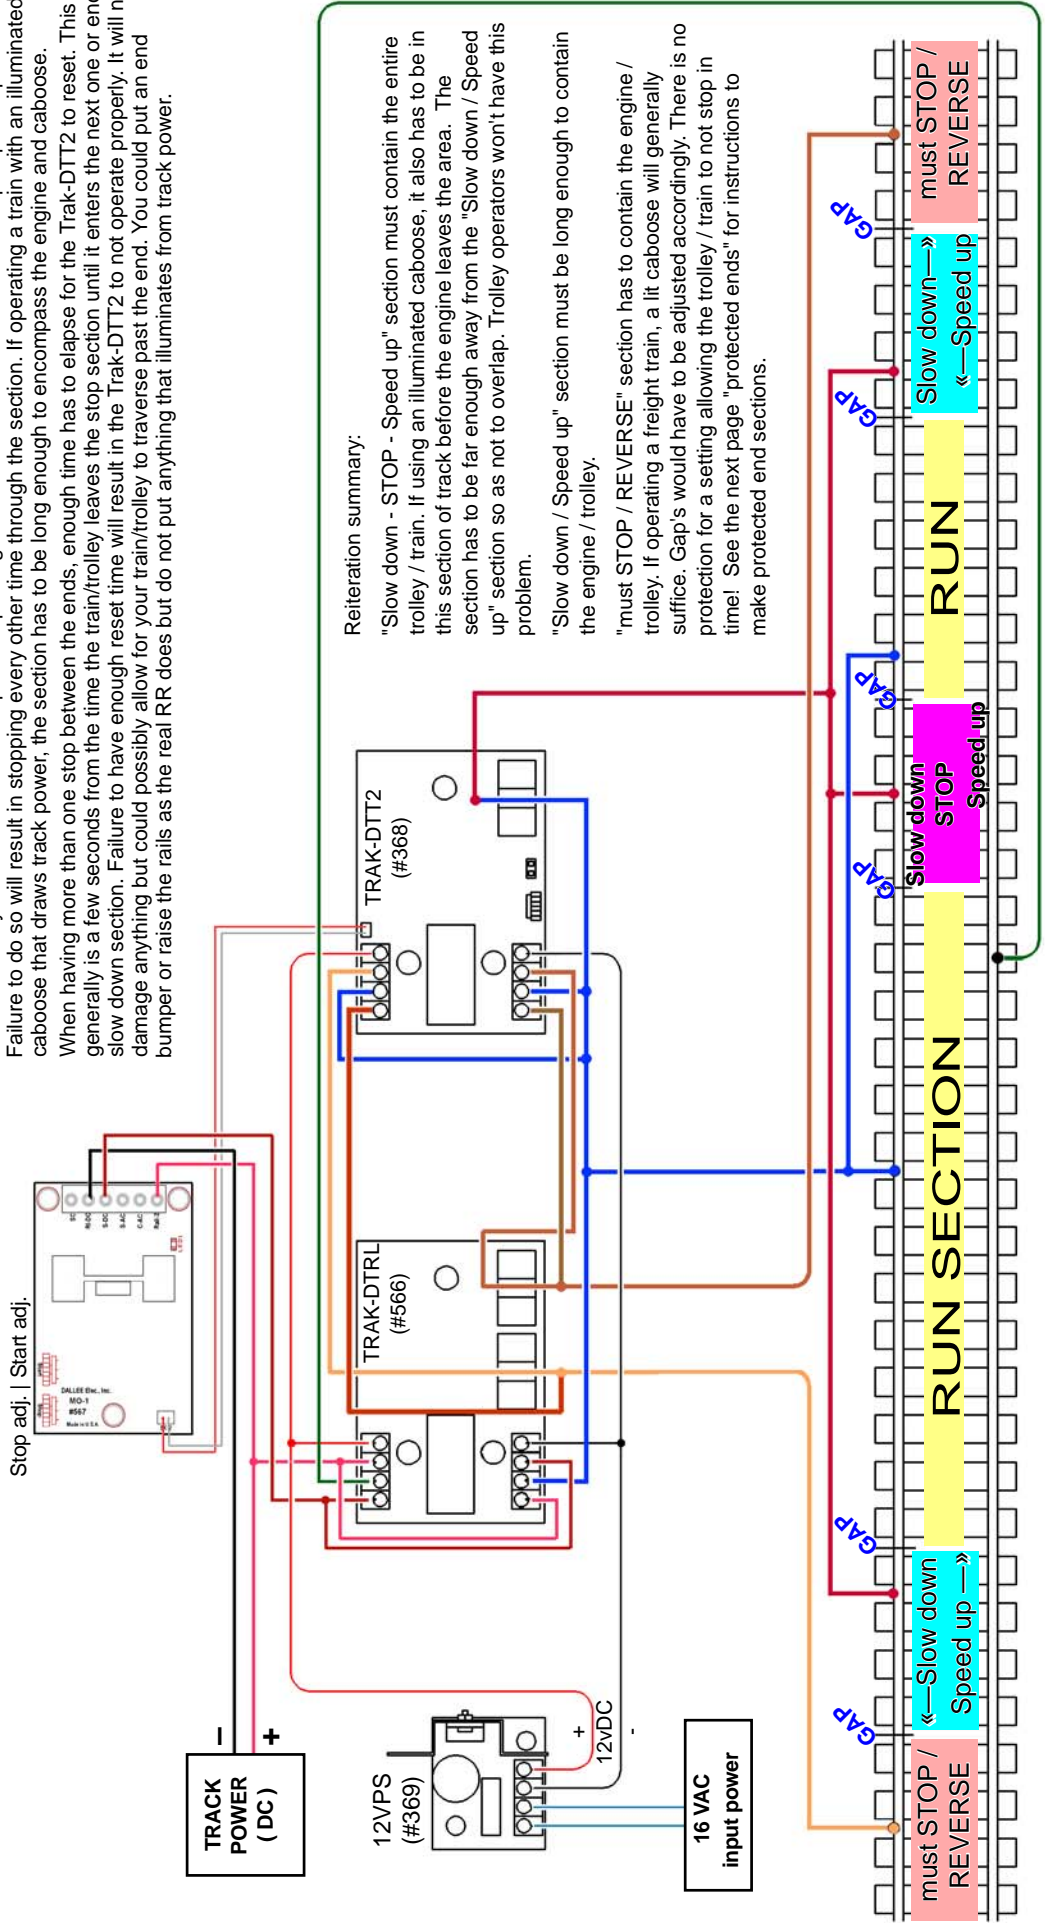 Failure to do so will result in stopping every other time through the section. If operating a train with an illuminated
caboose that draws track power, the section has to be long enough to encompass the engine and caboose.
When having more than one stop between the ends, enough time has to elapse for the Trak-DTT2 to reset. This
generally is a few seconds from the time the train/trolley leaves the stop section until it enters the next one or end
slow down section. Failure to have enough reset time will result in the Trak-DTT2 to not operate properly. It will n
damage anything but could possibly allow for your train/trolley to traverse past the end. You could put an end
bumper or raise the rails as the real RR does but do not put anything that illuminates from track power.
Stop adj. | Start adj.
DALLEE Elec., Inc.
MO-1
#567
Made in U.S.A.
TRACK
POWER
( DC )
–
+
12VPS
(#369)
+
12vDC
-
16 VAC
input power
TRAK-DTRL
(#566)
TRAK-DTT2
(#368)
Reiteration summary:
"Slow down - STOP - Speed up" section must contain the entire
trolley / train. If using an illuminated caboose, it also has to be in
this section of track before the engine leaves the area. The
section has to be far enough away from the "Slow down / Speed
up" section so as not to overlap. Trolley operators won't have this
problem.
"Slow down / Speed up" section must be long enough to contain
the engine / trolley.
"must STOP / REVERSE" section has to contain the engine /
trolley. If operating a freight train, a lit caboose will generally
suffice. Gap's would have to be adjusted accordingly. There is no
protection for a setting allowing the trolley / train to not stop in
time! See the next page "protected ends" for instructions to
make protected end sections.
GAP
GAP
GAP
GAP
GAP
GAP
must STOP /
REVERSE
«—Slow down
Speed up —»
RUN SECTION
Slow down
STOP
Speed up
RUN
Slow down—»
«—Speed up
must STOP /
REVERSE